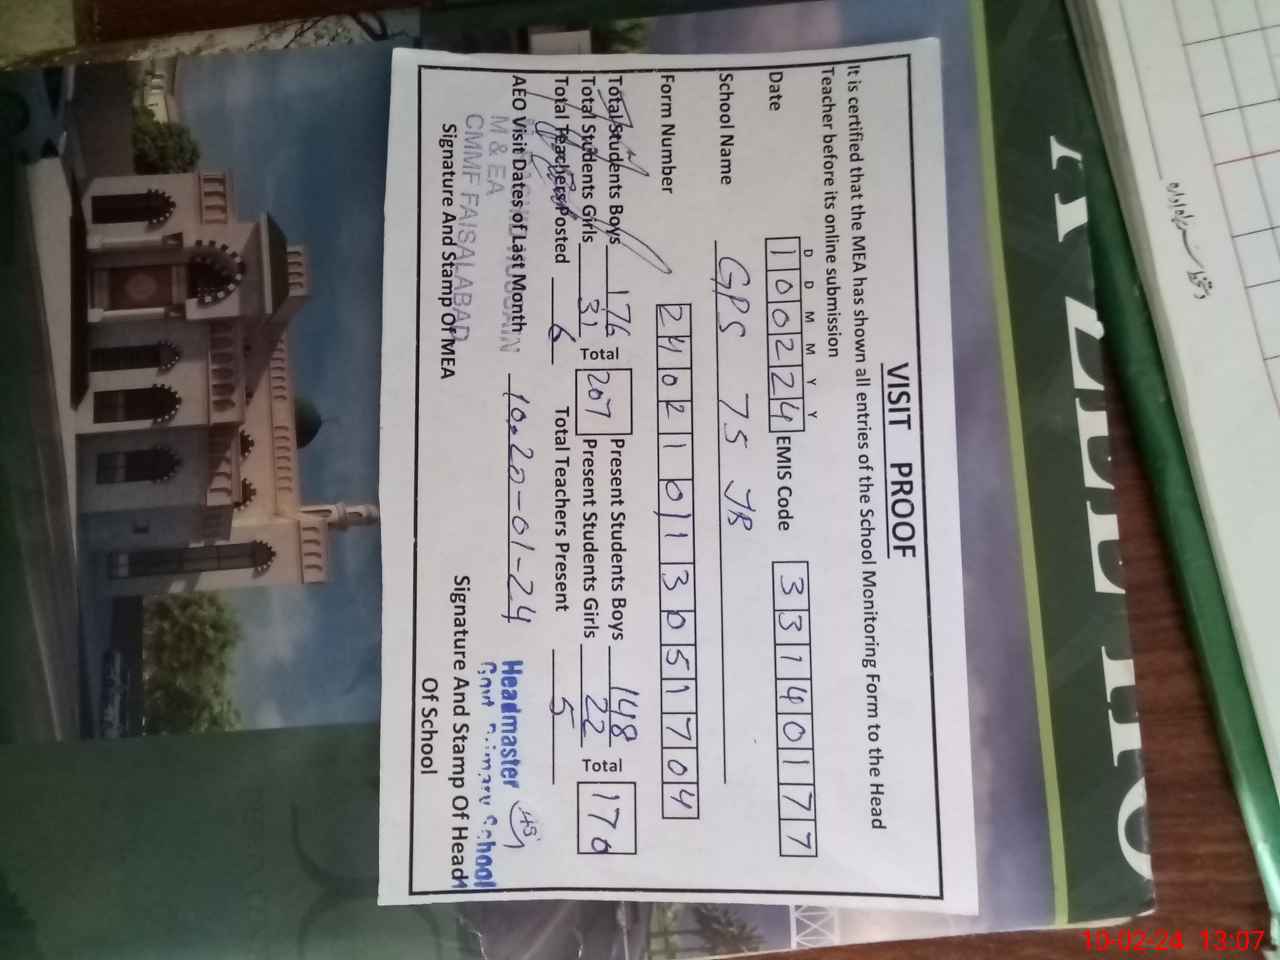 VISIT PROOF
It is certified that the MEA has shown all entries of the School Monitoring Form to the Head
Teacher before its online submission
D D M M Y Y
Date 1 0 0 2 2 4 EMIS Code 3 3 1 4 0 1 7 7
School Name GPS 75 JB
Form Number 2 4 0 2 1 0 1 1 3 0 5 1 7 0 4
Total Students Boys 176 Total 207 Present Students Boys 148 Total 170
Total Students Girls 31 Present Students Girls 22
Total Teachers Posted 6 Total Teachers Present 5
AEO Visit Dates of Last Month 10, 20-01-24
M & EA
CMMF FAISALABAD
Signature And Stamp Of MEA
Headmaster
Govt. Primary School
Signature And Stamp Of Head
Of School
10-02-24 13:07